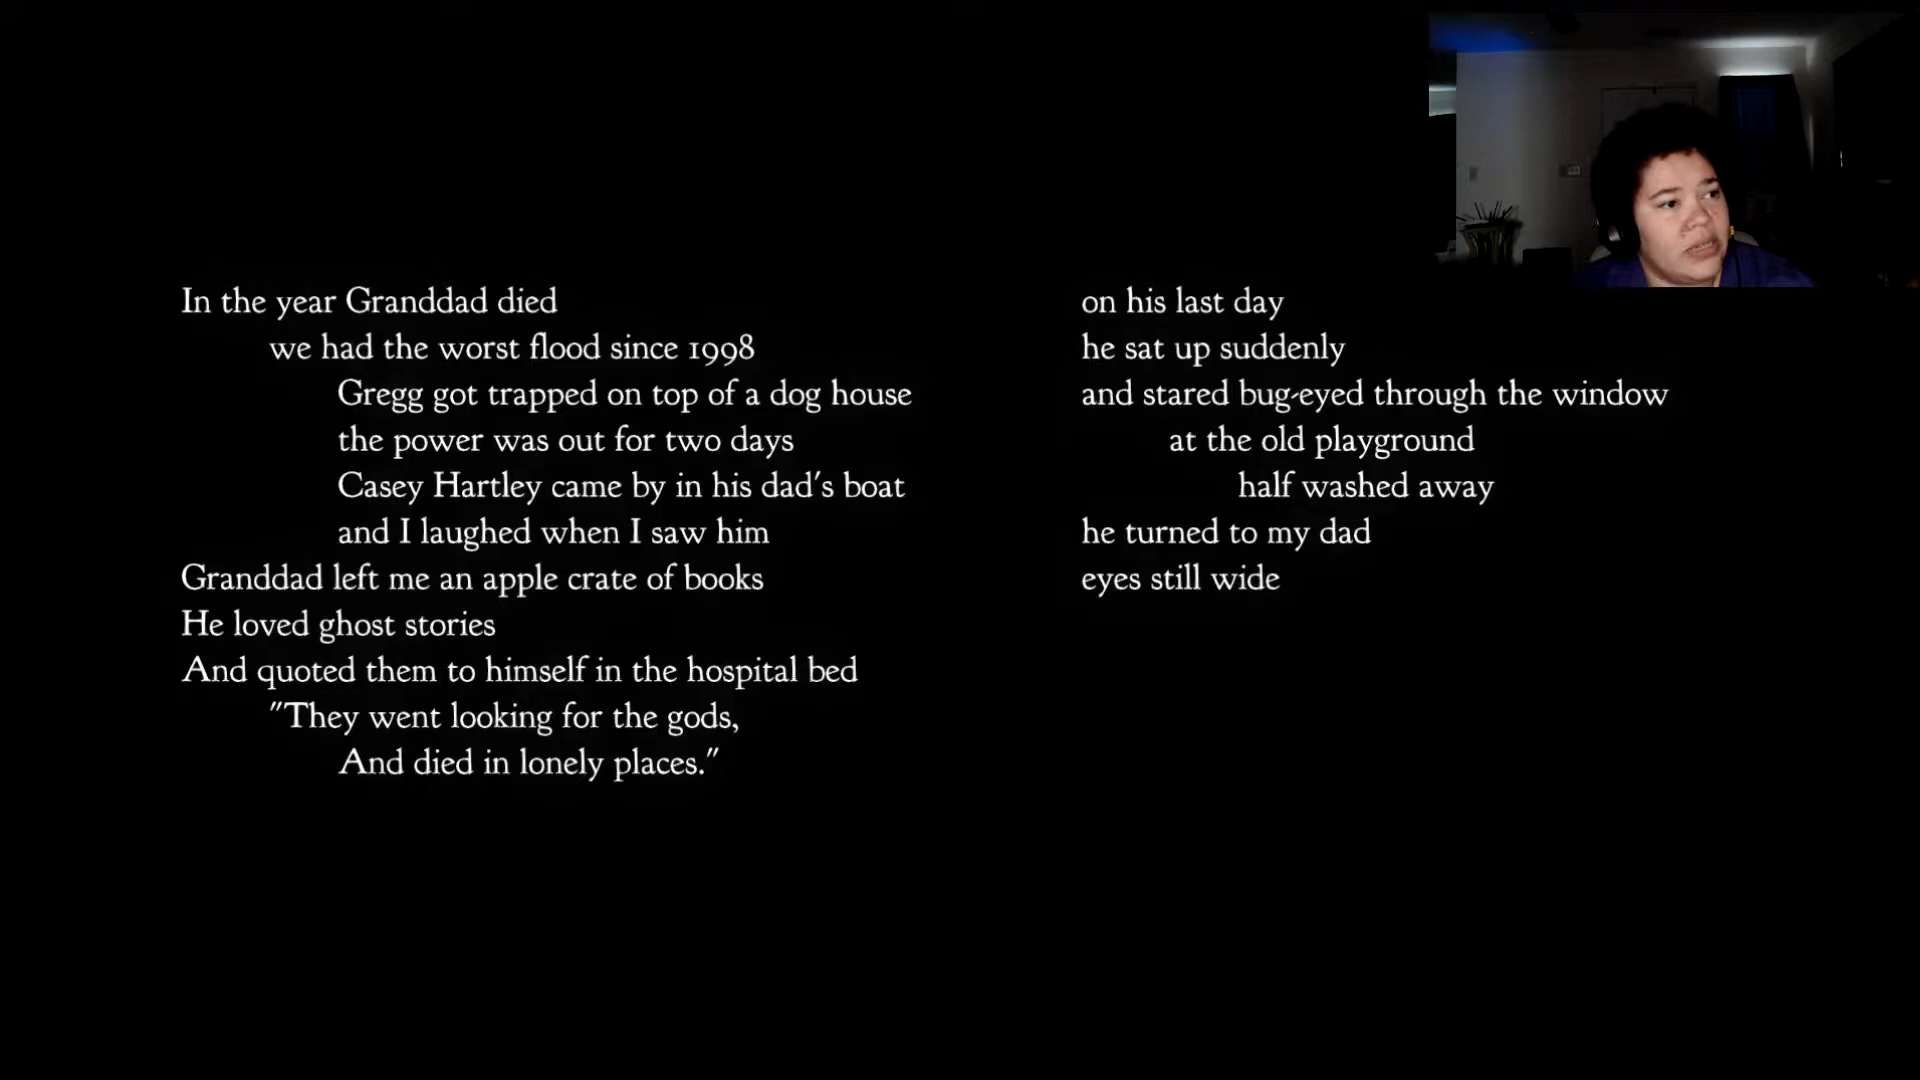 In the year Granddad died
we had the worst flood since 1998
Gregg got trapped on top of a dog house
the power was out for two days
Casey Hartley came by in his dad's boat
and I laughed when I saw him
Granddad left me an apple crate of books
He loved ghost stories
And quoted them to himself in the hospital bed
"They went looking for the gods,
And died in lonely places."
on his last day
he sat up suddenly
and stared bug-eyed through the window
at the old playground
half washed away
he turned to my dad
eyes still wide